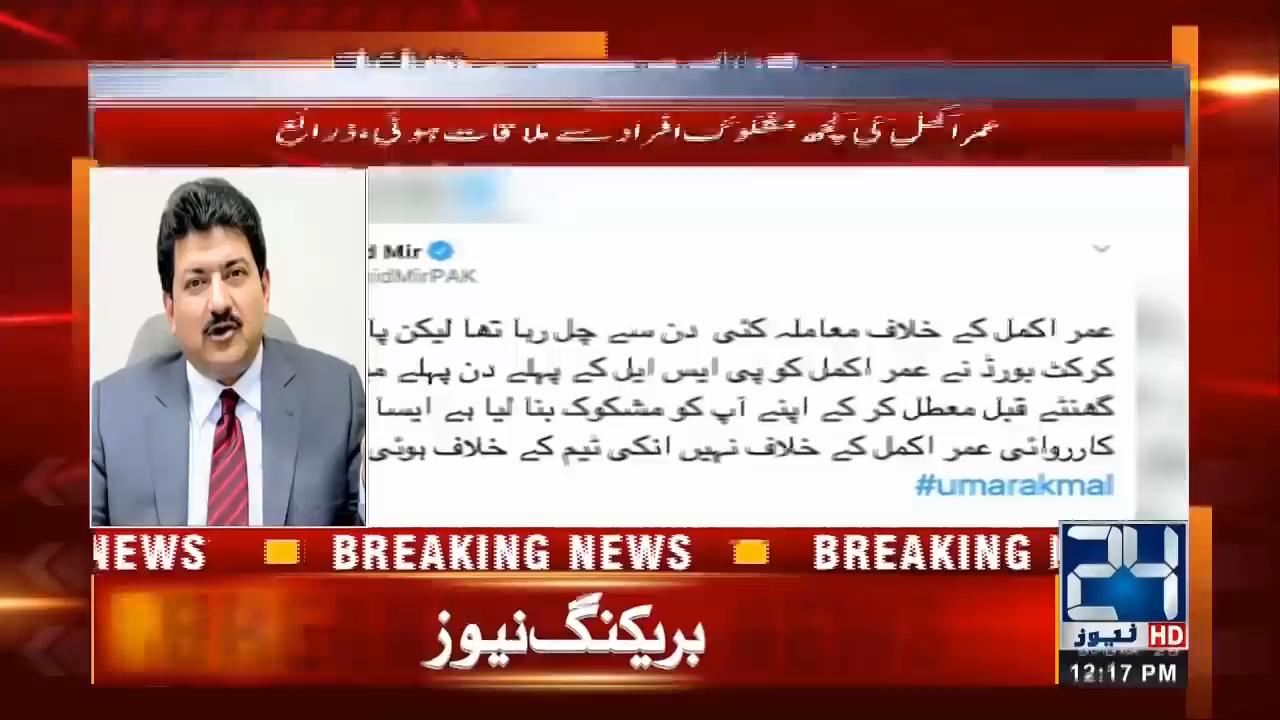 عمر اکمل کی کچھ مشکوک افراد سے ملاقات ہوئی، ذرائع
d Mir
idMirPAK
عمر اکمل کے خلاف معاملہ کئی دن سے چل رہا تھا لیکن پا
کرکٹ بورڈ نے عمر اکمل کو پی ایس ایل کے پہلے دن پہلے م
گھنٹے قبل معطل کر کے اپنے آپ کو مشکوک بنا لیا ہے ایسا
کارروائی عمر اکمل کے خلاف نہیں انکی ٹیم کے خلاف ہوئی
#umarakmal
NEWS BREAKING NEWS BREAKING
بریکنگ نیوز
24
نیوز HD
12:17 PM